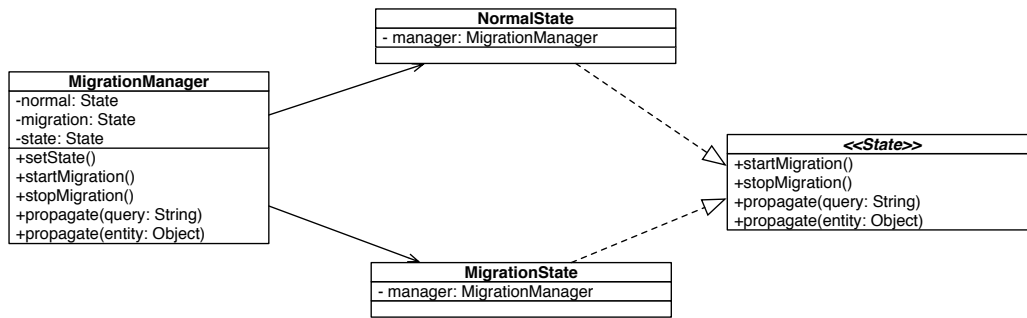 NormalState
- manager: MigrationManager
MigrationManager
-normal: State
-migration: State
-state: State
+setState()
+startMigration()
+stopMigration()
+propagate(query: String)
+propagate(entity: Object)
<<State>>
+startMigration()
+stopMigration()
+propagate(query: String)
+propagate(entity: Object)
MigrationState
- manager: MigrationManager